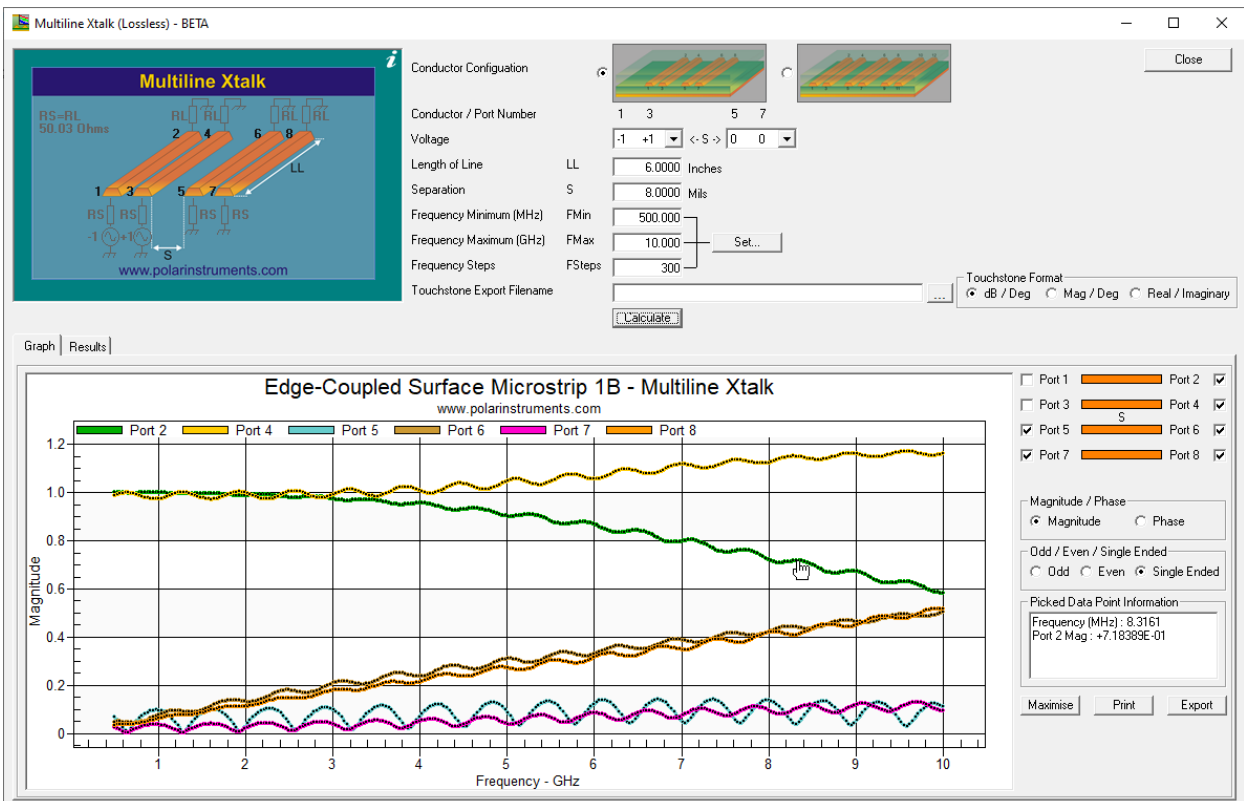 Multiline Xtalk (Lossless) - BETA
i
Multiline Xtalk
RS=RL
50.03 Ohms
RL RL RL RL
2 4 6 8
LL
1 3 5 7
RS RS RS RS
-1 +1
S
www.polarinstruments.com
Conductor Configuation
Close
Conductor / Port Number 1 3 5 7
Voltage -1 +1 <- S -> 0 0
Length of Line LL 6.0000 Inches
Separation S 8.0000 Mils
Frequency Minimum (MHz) FMin 500.000
Frequency Maximum (GHz) FMax 10.000 Set...
Frequency Steps FSteps 300
Touchstone Export Filename ...
Touchstone Format
dB / Deg Mag / Deg Real / Imaginary
Calculate
Graph Results
Edge-Coupled Surface Microstrip 1B - Multiline Xtalk
www.polarinstruments.com
Port 2 Port 4 Port 5 Port 6 Port 7 Port 8
1.2
1.0
0.8
0.6
0.4
0.2
0
Magnitude
1 2 3 4 5 6 7 8 9 10
Frequency - GHz
Port 1 Port 2
Port 3 Port 4
S
Port 5 Port 6
Port 7 Port 8
Magnitude / Phase
Magnitude Phase
Odd / Even / Single Ended
Odd Even Single Ended
Picked Data Point Information
Frequency (MHz) : 8.3161
Port 2 Mag : +7.18389E-01
Maximise Print Export